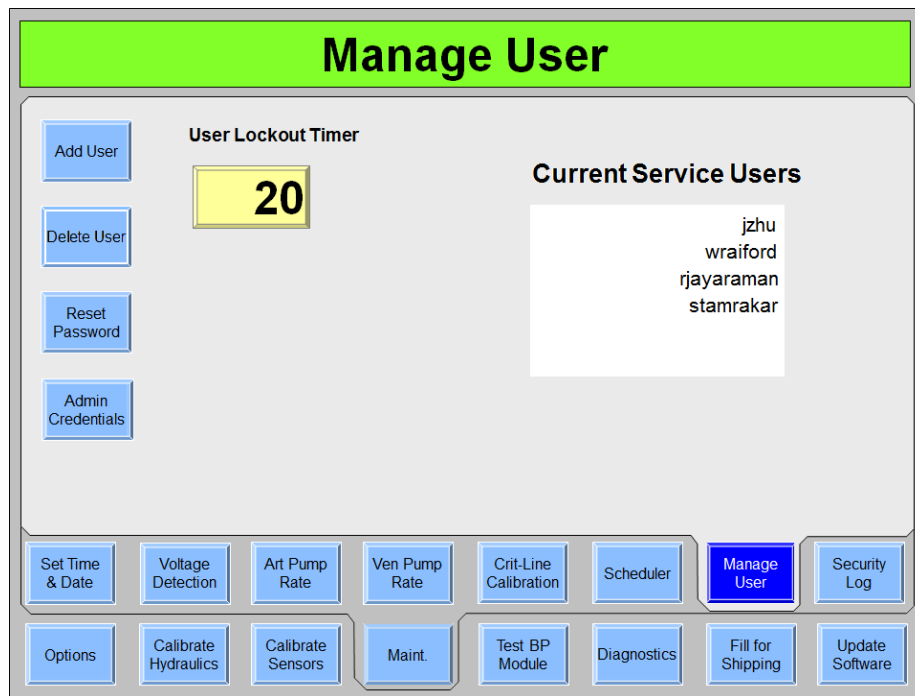 Manage User
Add User
Delete User
Reset
Password
Admin
Credentials
User Lockout Timer
20
Current Service Users
jzhu
wraiford
rjayaraman
stamrakar
Set Time
& Date
Voltage
Detection
Art Pump
Rate
Ven Pump
Rate
Crit-Line
Calibration
Scheduler
Manage
User
Security
Log
Options
Calibrate
Hydraulics
Calibrate
Sensors
Maint.
Test BP
Module
Diagnostics
Fill for
Shipping
Update
Software